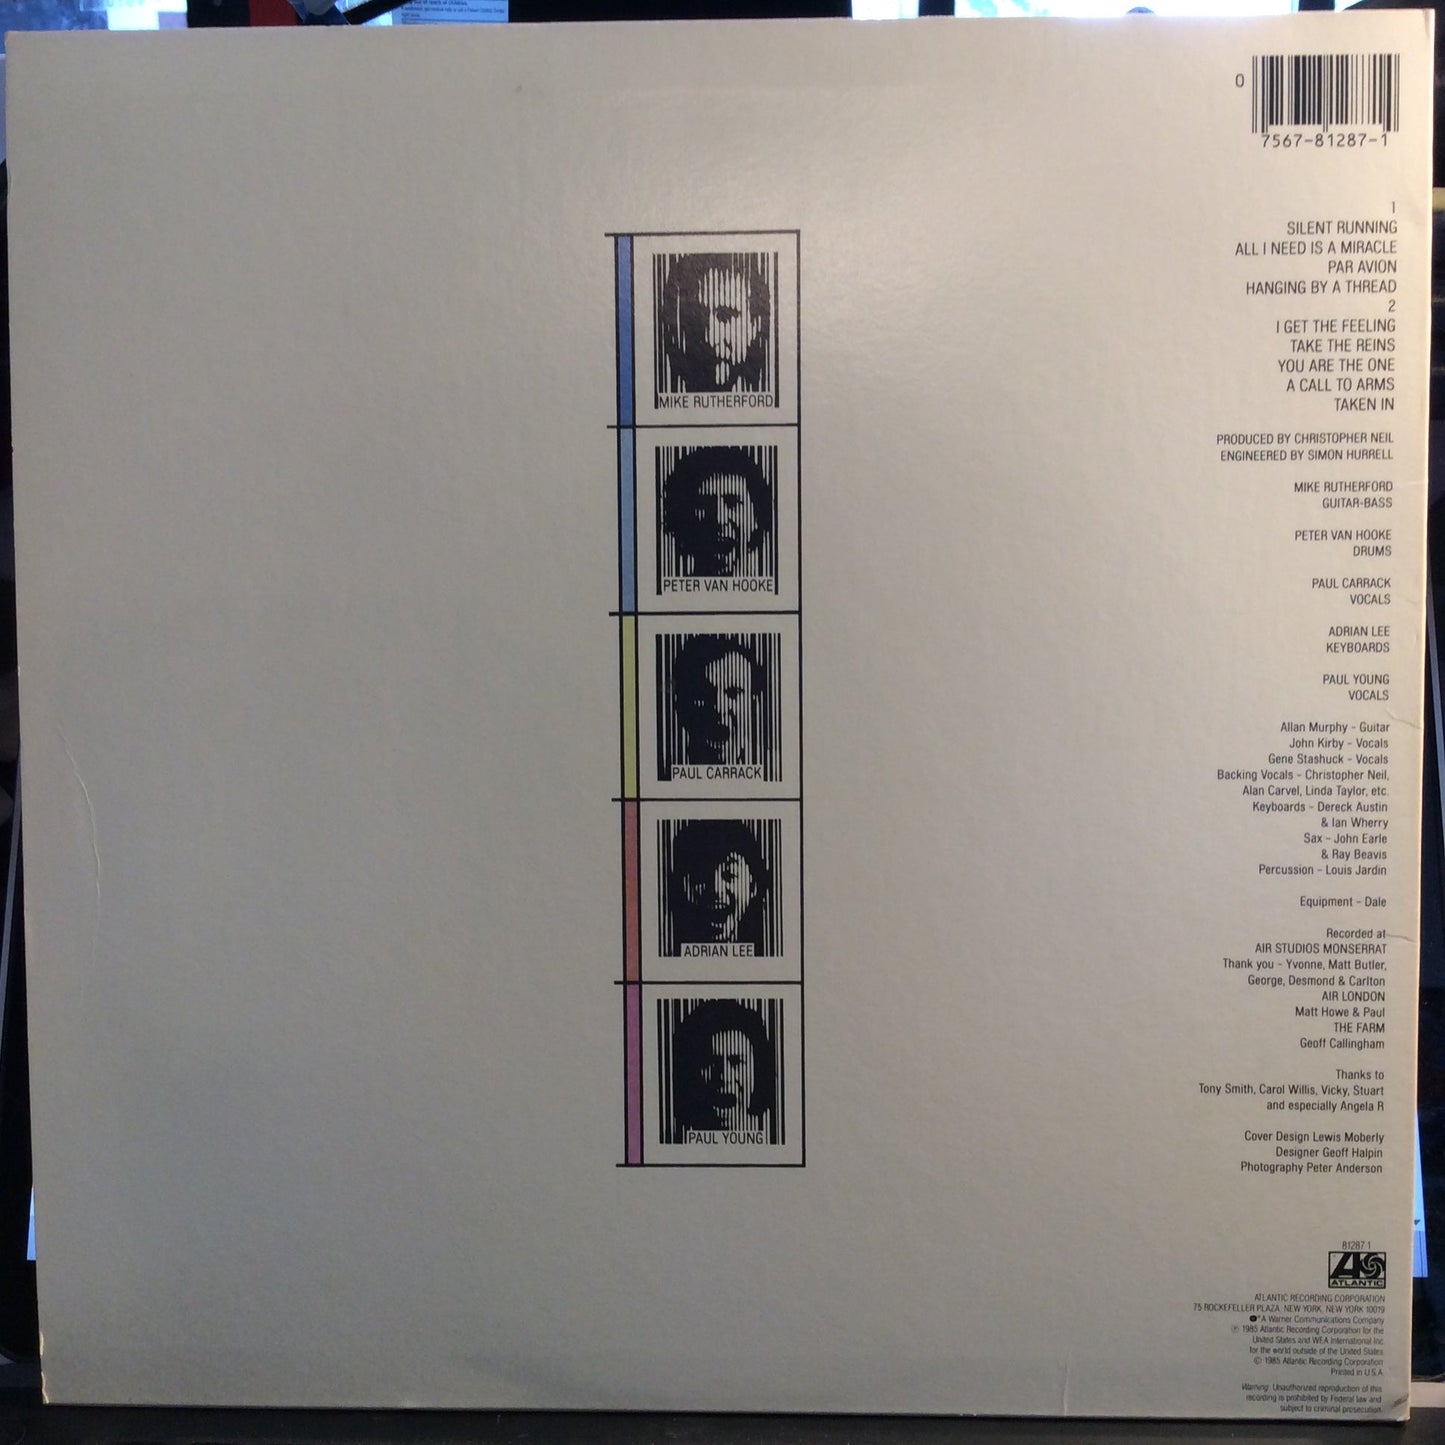 0
7567-81287-1
1
SILENT RUNNING
ALL I NEED IS A MIRACLE
PAR AVION
HANGING BY A THREAD
2
I GET THE FEELING
TAKE THE REINS
YOU ARE THE ONE
A CALL TO ARMS
TAKEN IN
PRODUCED BY CHRISTOPHER NEIL
ENGINEERED BY SIMON HURRELL
MIKE RUTHERFORD
GUITAR-BASS
PETER VAN HOOKE
DRUMS
PAUL CARRACK
VOCALS
ADRIAN LEE
KEYBOARDS
PAUL YOUNG
VOCALS
Allan Murphy - Guitar
John Kirby - Vocals
Gene Stashuck - Vocals
Backing Vocals - Christopher Neil,
Alan Carvel, Linda Taylor, etc.
Keyboards - Dereck Austin
& Ian Wherry
Sax - John Earle
& Ray Beavis
Percussion - Louis Jardin
Equipment - Dale
Recorded at
AIR STUDIOS MONSERRAT
Thank you - Yvonne, Matt Butler,
George, Desmond & Carlton
AIR LONDON
Matt Howe & Paul
THE FARM
Geoff Callingham
Thanks to
Tony Smith, Carol Willis, Vicky, Stuart
and especially Angela R
Cover Design Lewis Moberly
Designer Geoff Halpin
Photography Peter Anderson
81287-1
ATLANTIC
ATLANTIC RECORDING CORPORATION
75 ROCKEFELLER PLAZA, NEW YORK, NEW YORK 10019
A Warner Communications Company
℗ 1985 Atlantic Recording Corporation for the
United States and WEA International Inc.
for the world outside of the United States
© 1985 Atlantic Recording Corporation
Printed in U.S.A.
Warning: Unauthorized reproduction of this
recording is prohibited by Federal law and
subject to criminal prosecution.
MIKE RUTHERFORD
PETER VAN HOOKE
PAUL CARRACK
ADRIAN LEE
PAUL YOUNG